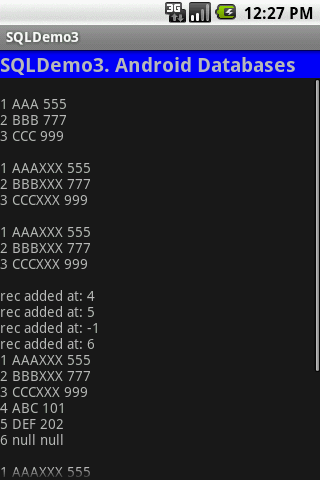 3G 12:27 PM
SQLDemo3
SQLDemo3. Android Databases
1 AAA 555
2 BBB 777
3 CCC 999
1 AAAXXX 555
2 BBBXXX 777
3 CCCXXX 999
1 AAAXXX 555
2 BBBXXX 777
3 CCCXXX 999
rec added at: 4
rec added at: 5
rec added at: -1
rec added at: 6
1 AAAXXX 555
2 BBBXXX 777
3 CCCXXX 999
4 ABC 101
5 DEF 202
6 null null
1 AAAXXX 555